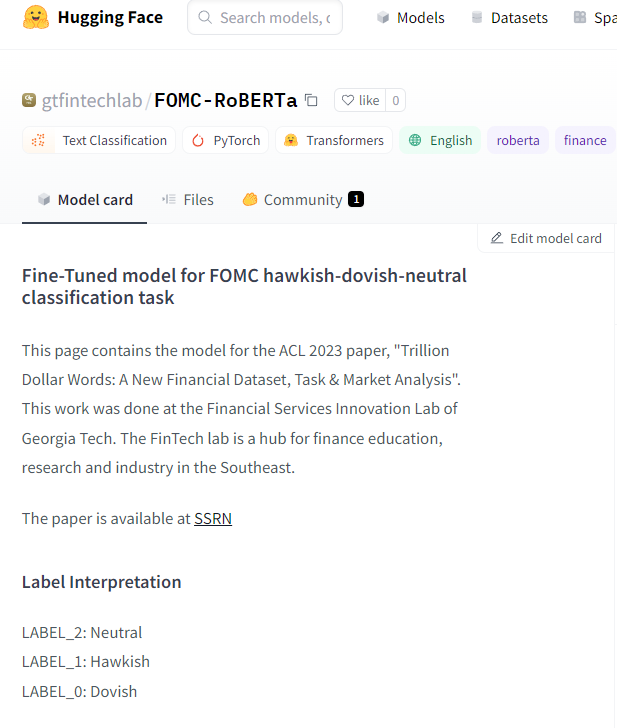 Hugging Face
Search models, d
Models
Datasets
Spa
gtfintechlab/FOMC-RoBERTa
like 0
Text Classification
PyTorch
Transformers
English
roberta
finance
Model card
Files
Community 1
Edit model card
Fine-Tuned model for FOMC hawkish-dovish-neutral
classification task
This page contains the model for the ACL 2023 paper, "Trillion
Dollar Words: A New Financial Dataset, Task & Market Analysis".
This work was done at the Financial Services Innovation Lab of
Georgia Tech. The FinTech lab is a hub for finance education,
research and industry in the Southeast.
The paper is available at SSRN
Label Interpretation
LABEL_2: Neutral
LABEL_1: Hawkish
LABEL_0: Dovish